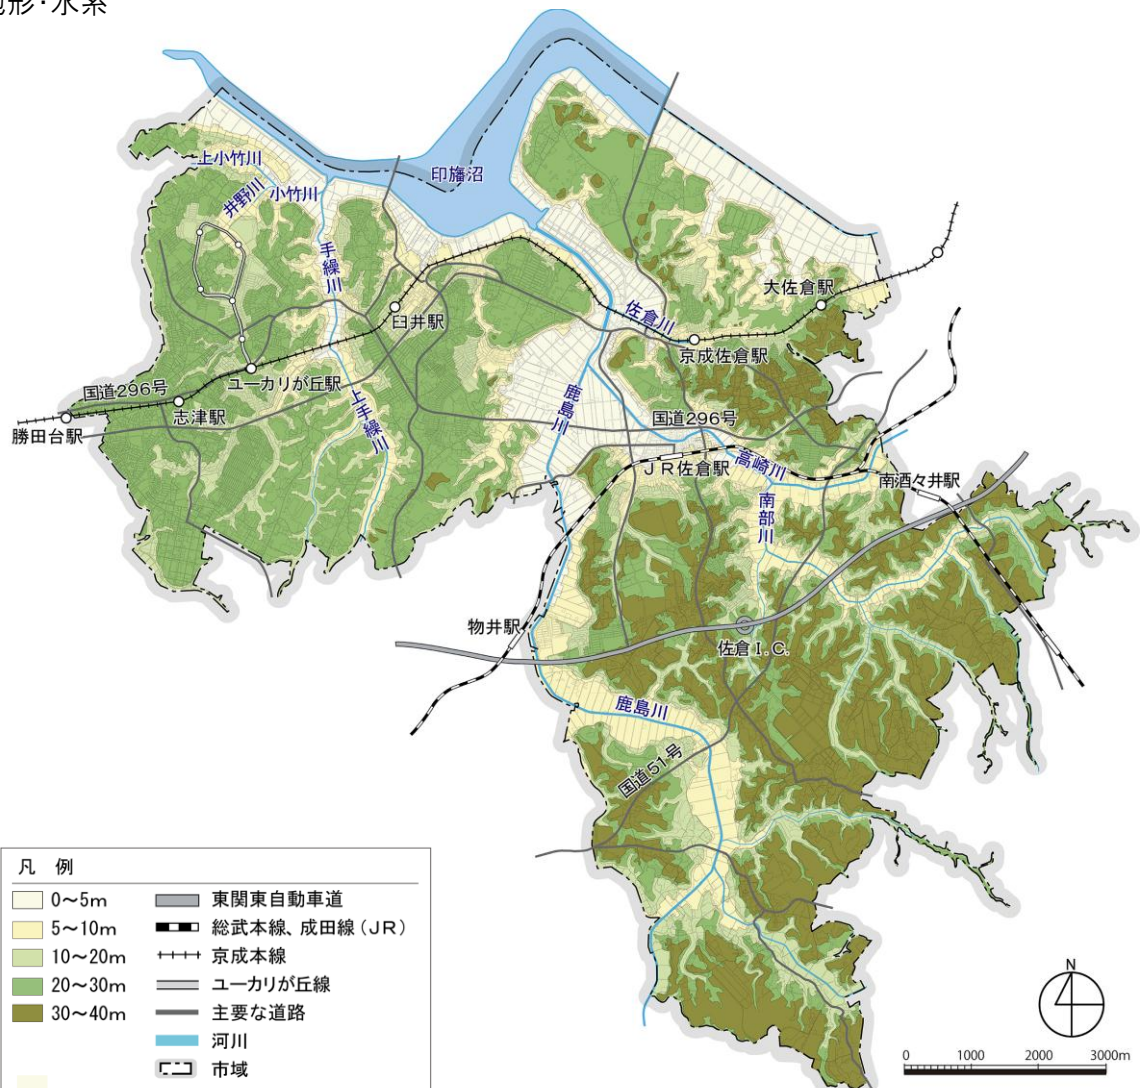 地形・水系
印旛沼
上小竹川
井野川
小竹川
手繰川
臼井駅
佐倉川
大佐倉駅
京成佐倉駅
ユーカリが丘駅
国道296号
志津駅
勝田台駅
上手繰川
鹿島川
国道296号
JR佐倉駅
高崎川
南酒々井駅
南部川
物井駅
佐倉I.C.
鹿島川
国道51号
凡 例
0~5m
5~10m
10~20m
20~30m
30~40m
東関東自動車道
総武本線、成田線(JR)
京成本線
ユーカリが丘線
主要な道路
河川
市域
N
0 1000 2000 3000m